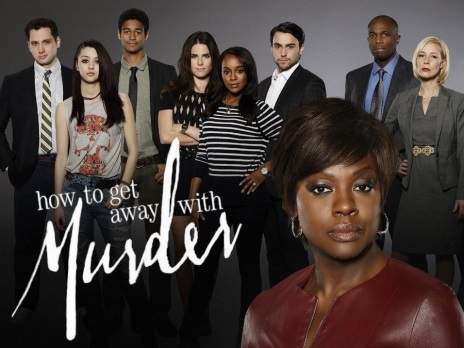 how to get
away with
Murder